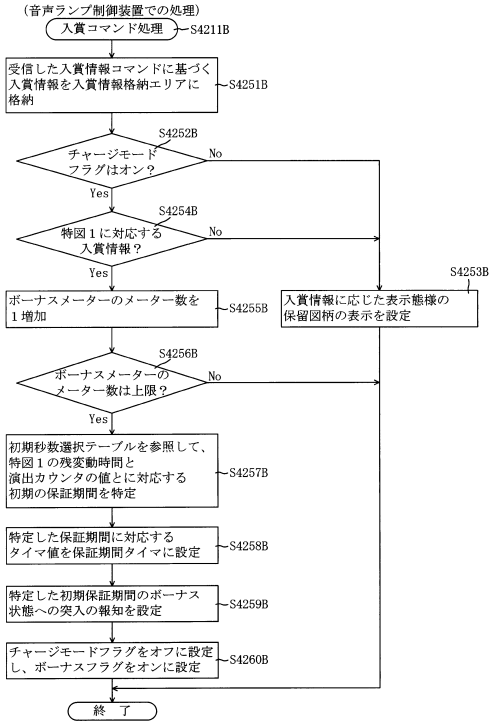 (音声ランプ制御装置での処理)
入賞コマンド処理
S4211B
受信した入賞情報コマンドに基づく
入賞情報を入賞情報格納エリアに
格納
S4251B
S4252B
チャージモード
フラグはオン？
No
Yes
S4254B
特図１に対応する
入賞情報？
No
Yes
S4253B
入賞情報に応じた表示態様の
保留図柄の表示を設定
ボーナスメーターのメーター数を
１増加
S4255B
S4256B
ボーナスメーターの
メーター数は上限？
No
Yes
初期秒数選択テーブルを参照して、
特図１の残変動時間と
演出カウンタの値とに対応する
初期の保証期間を特定
S4257B
特定した保証期間に対応する
タイマ値を保証期間タイマに設定
S4258B
特定した初期保証期間のボーナス
状態への突入の報知を設定
S4259B
チャージモードフラグをオフに設定
し、ボーナスフラグをオンに設定
S4260B
終 了